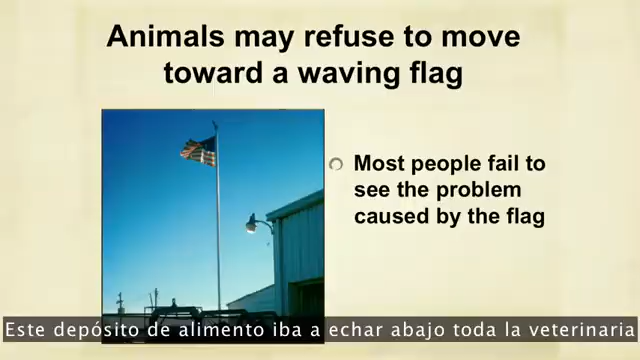 Animals may refuse to move
toward a waving flag
Most people fail to
see the problem
caused by the flag
Este depósito de alimento iba a echar abajo toda la veterinaria